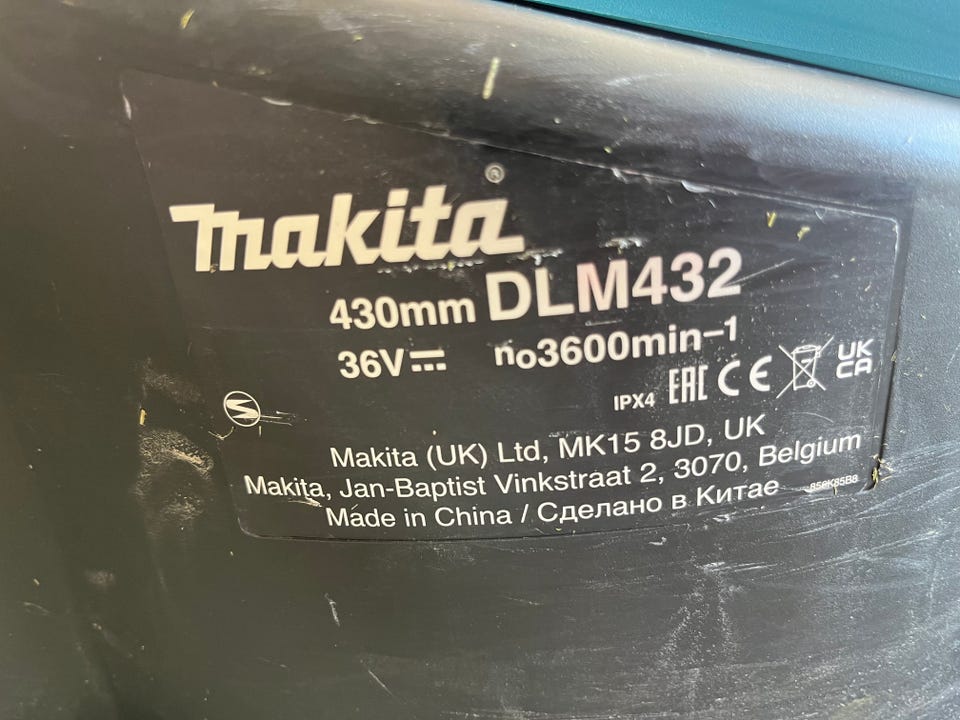 makita®
430mm DLM432
36V⎓ no3600min-1
IPX4 EAC CE UK CA
Makita (UK) Ltd, MK15 8JD, UK
Makita, Jan-Baptist Vinkstraat 2, 3070, Belgium
Made in China / Сделано в Китае